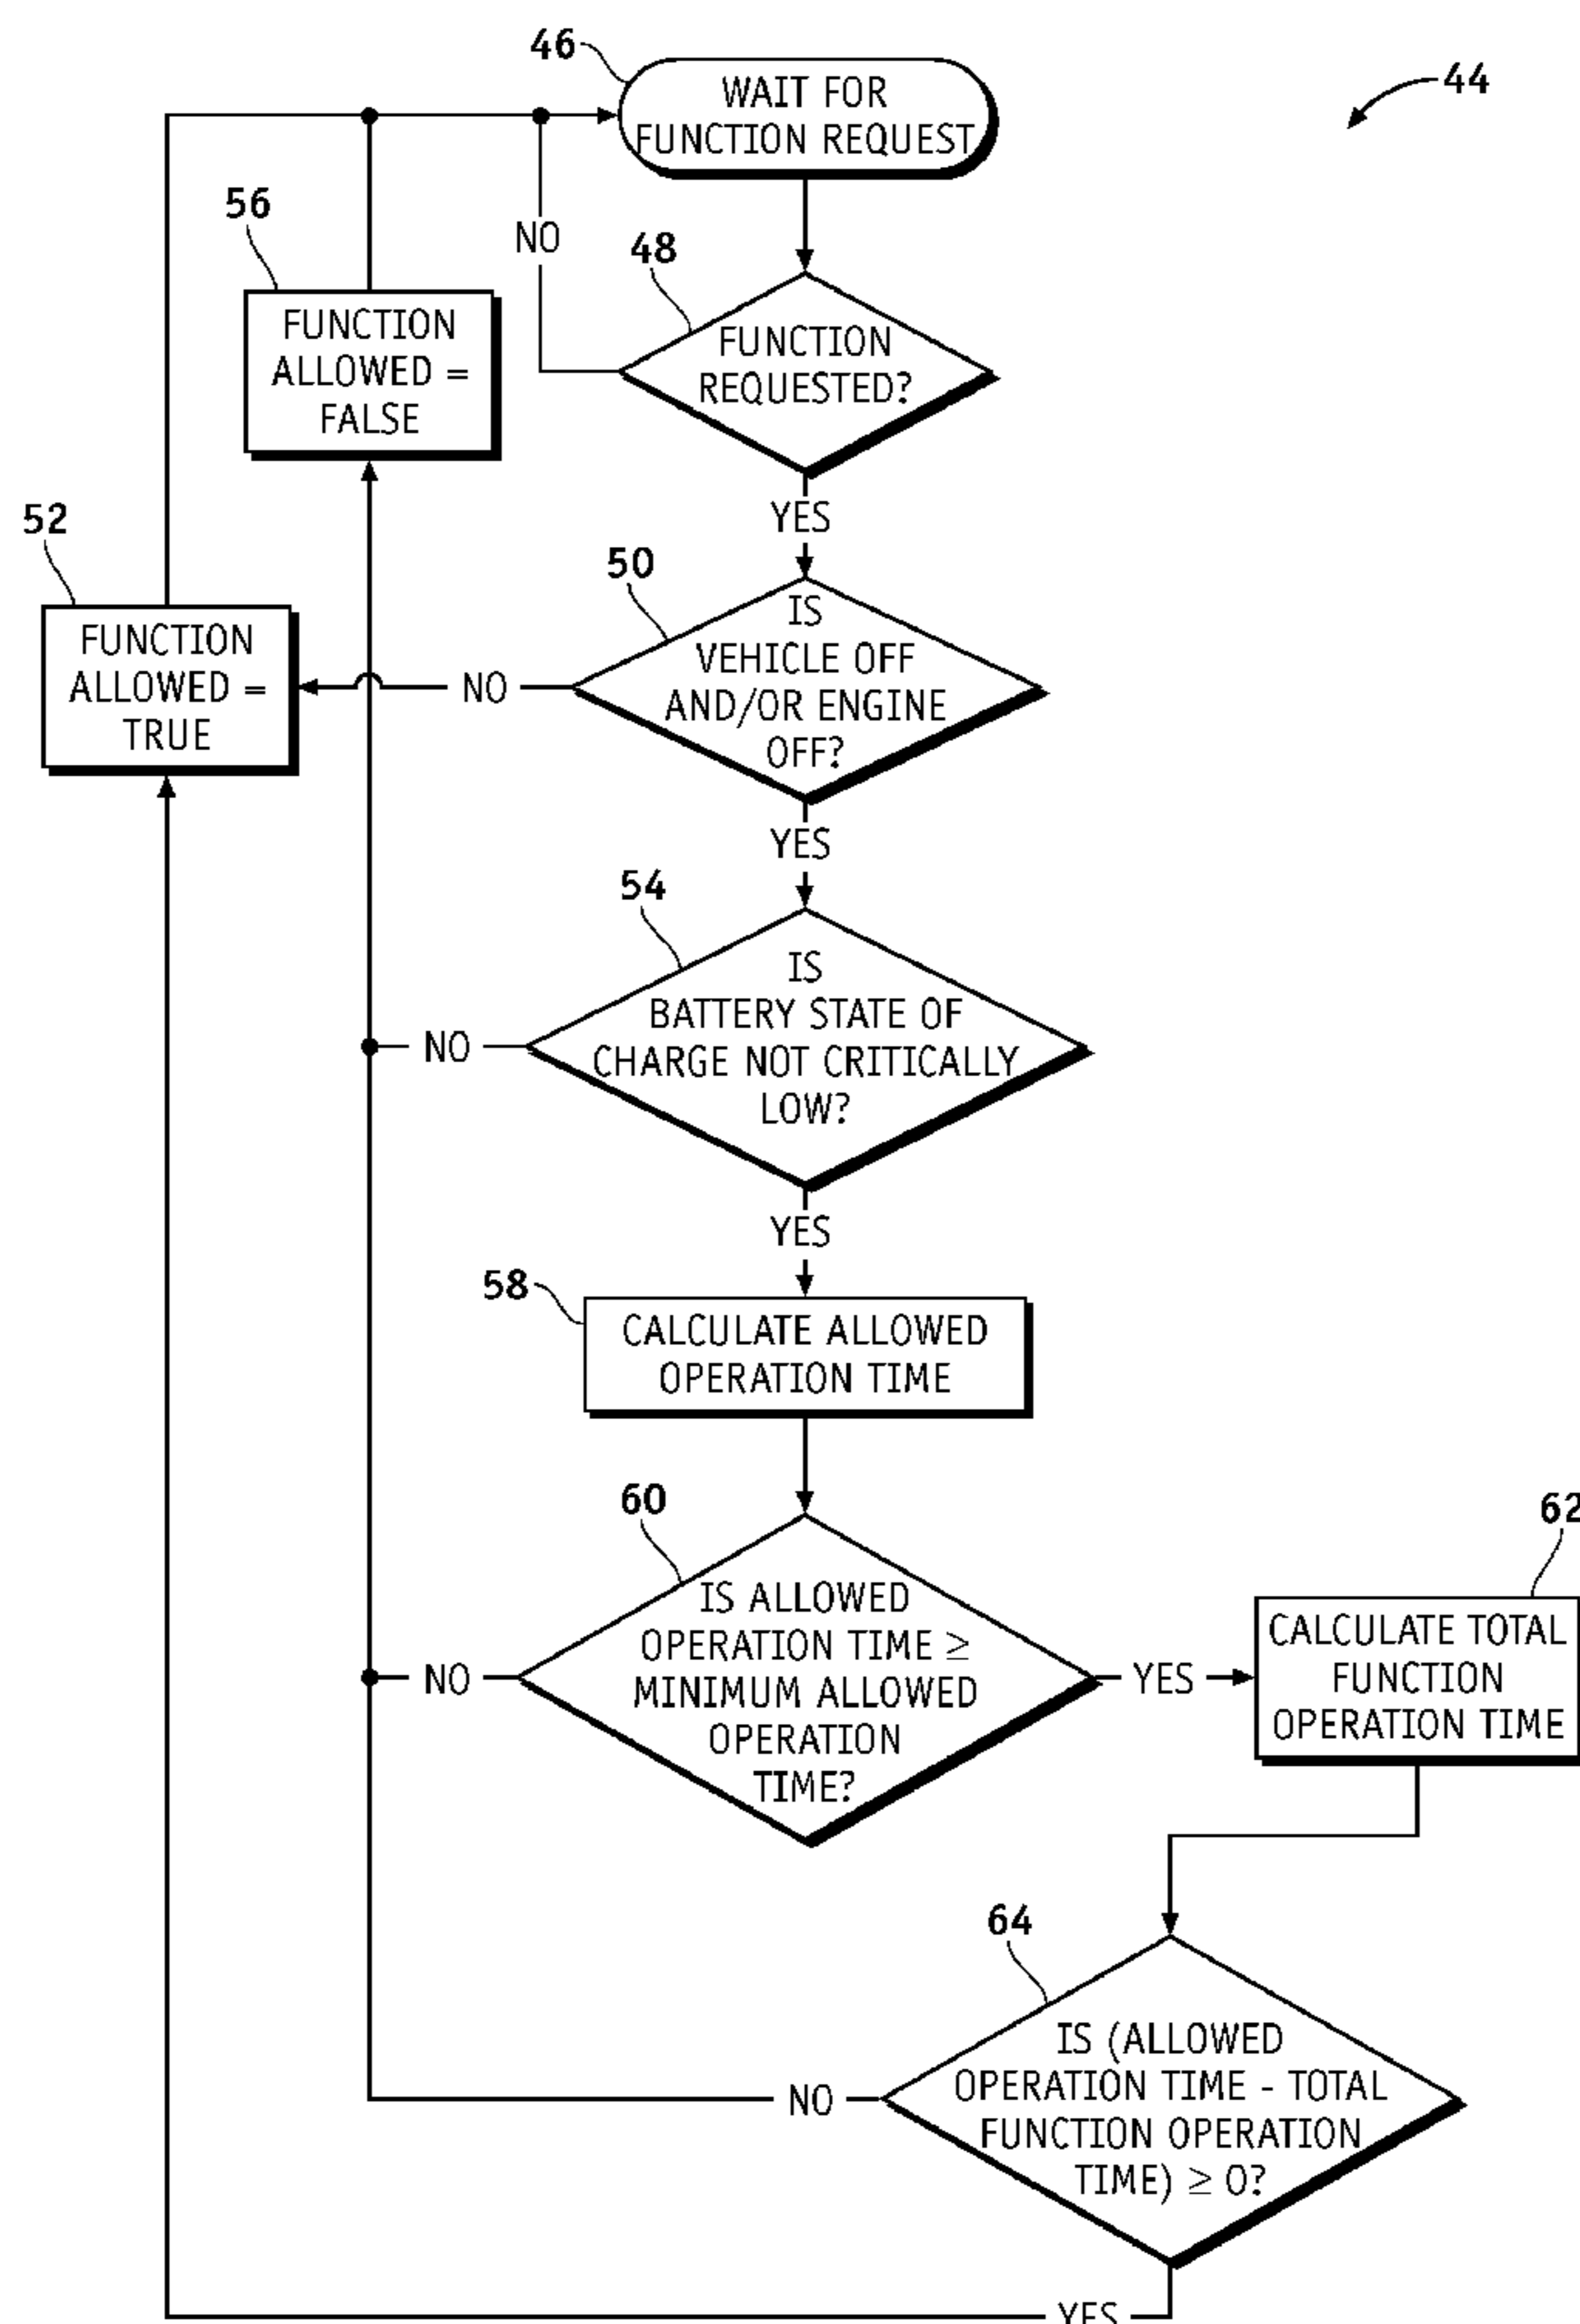 46
WAIT FOR
FUNCTION REQUEST
44
56
NO
48
FUNCTION
ALLOWED =
FALSE
FUNCTION
REQUESTED?
52
YES
50
FUNCTION
ALLOWED =
TRUE
NO
IS
VEHICLE OFF
AND/OR ENGINE
OFF?
YES
54
IS
BATTERY STATE OF
CHARGE NOT CRITICALLY
LOW?
NO
YES
58
CALCULATE ALLOWED
OPERATION TIME
60
IS ALLOWED
OPERATION TIME ≥
MINIMUM ALLOWED
OPERATION
TIME?
NO
YES
62
CALCULATE TOTAL
FUNCTION
OPERATION TIME
64
IS (ALLOWED
OPERATION TIME - TOTAL
FUNCTION OPERATION
TIME) ≥ 0?
NO
YES